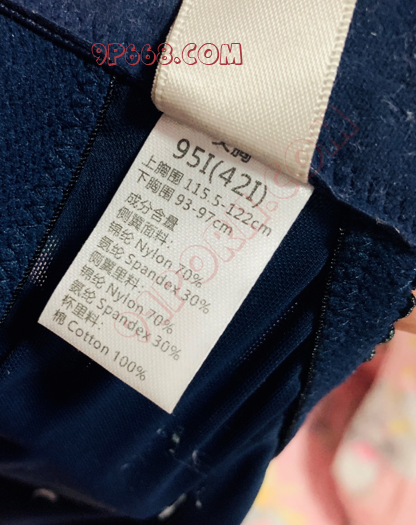 9F668.COM
95I(42I)
上胸围 115.5-122cm
下胸围 93-97cm
成分含量
侧翼面料:
锦纶 Nylon 70%
氨纶 Spandex 30%
侧翼里料:
锦纶 Nylon 70%
氨纶 Spandex 30%
杯里料:
棉 Cotton 100%